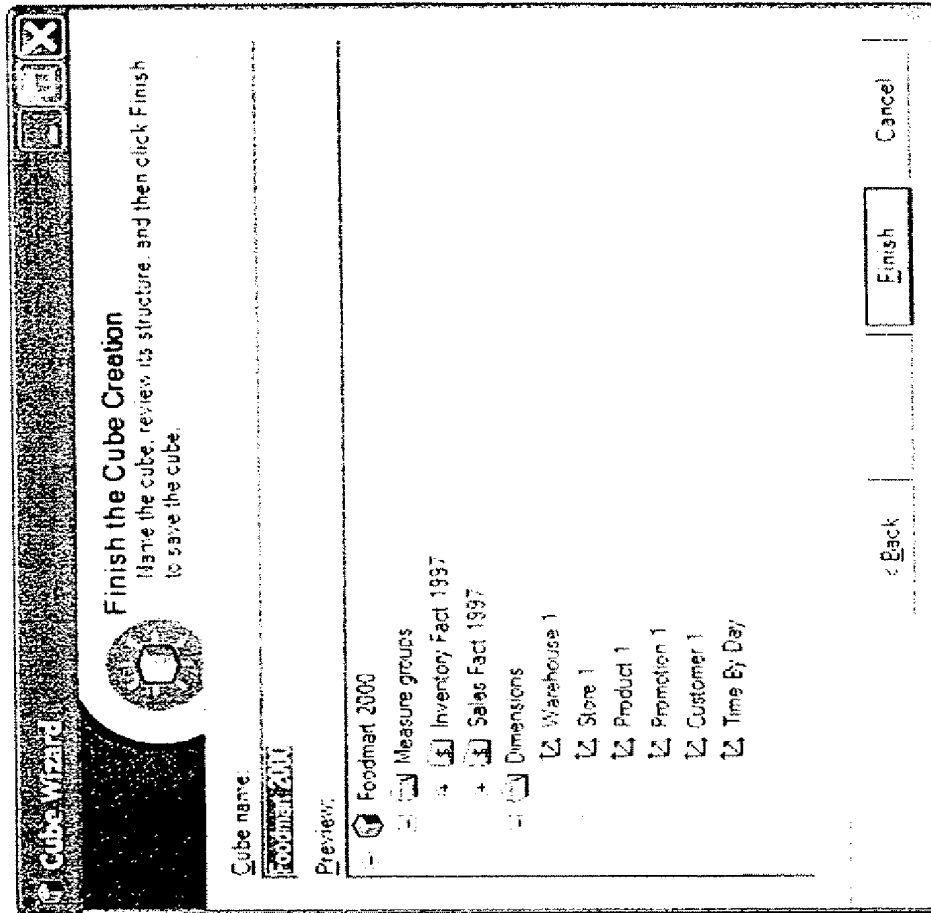 Cube Wizard
Finish the Cube Creation
Name the cube, review its structure, and then click Finish
to save the cube.
Cube name:
Foodmart 2000
Preview:
Foodmart 2000
Measure groups
Inventory Fact 1997
Sales Fact 1997
Dimensions
Warehouse 1
Store 1
Product 1
Promotion 1
Customer 1
Time By Day
< Back
Finish
Cancel